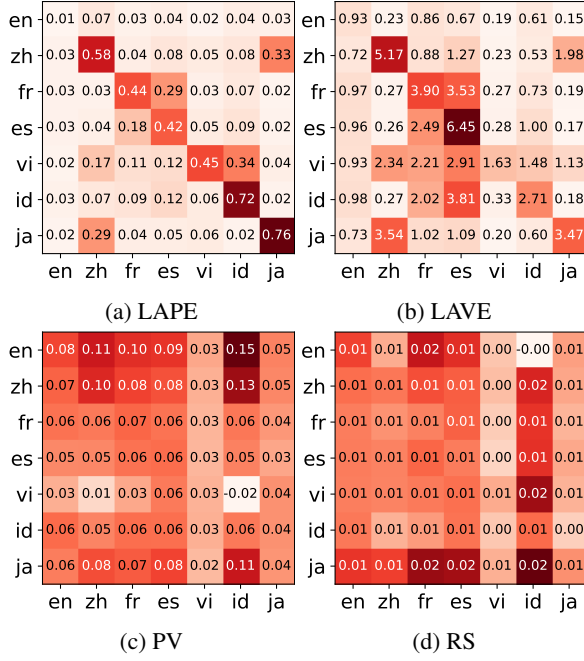 en 0.01 0.07 0.03 0.04 0.02 0.04 0.03
zh 0.03 0.58 0.04 0.08 0.05 0.08 0.33
fr 0.03 0.03 0.44 0.29 0.03 0.07 0.02
es 0.03 0.04 0.18 0.42 0.05 0.09 0.02
vi 0.02 0.17 0.11 0.12 0.45 0.34 0.04
id 0.03 0.07 0.09 0.12 0.06 0.72 0.02
ja 0.02 0.29 0.04 0.05 0.06 0.02 0.76
en zh fr es vi id ja
(a) LAPE
en 0.93 0.23 0.86 0.67 0.19 0.61 0.15
zh 0.72 5.17 0.88 1.27 0.23 0.53 1.98
fr 0.97 0.27 3.90 3.53 0.27 0.73 0.19
es 0.96 0.26 2.49 6.45 0.28 1.00 0.17
vi 0.93 2.34 2.21 2.91 1.63 1.48 1.13
id 0.98 0.27 2.02 3.81 0.33 2.71 0.18
ja 0.73 3.54 1.02 1.09 0.20 0.60 3.47
en zh fr es vi id ja
(b) LAVE
en 0.08 0.11 0.10 0.09 0.03 0.15 0.05
zh 0.07 0.10 0.08 0.08 0.03 0.13 0.05
fr 0.06 0.06 0.07 0.06 0.03 0.06 0.04
es 0.05 0.05 0.06 0.06 0.03 0.05 0.03
vi 0.03 0.01 0.03 0.06 0.03 -0.02 0.04
id 0.06 0.05 0.06 0.06 0.03 0.06 0.04
ja 0.06 0.08 0.07 0.08 0.02 0.11 0.04
en zh fr es vi id ja
(c) PV
en 0.01 0.01 0.02 0.01 0.00 -0.00 0.01
zh 0.01 0.01 0.01 0.01 0.00 0.02 0.01
fr 0.01 0.01 0.01 0.01 0.00 0.01 0.01
es 0.01 0.01 0.01 0.01 0.00 0.01 0.01
vi 0.01 0.01 0.01 0.01 0.01 0.02 0.01
id 0.01 0.00 0.01 0.01 0.00 0.01 0.00
ja 0.01 0.01 0.02 0.02 0.01 0.02 0.01
en zh fr es vi id ja
(d) RS